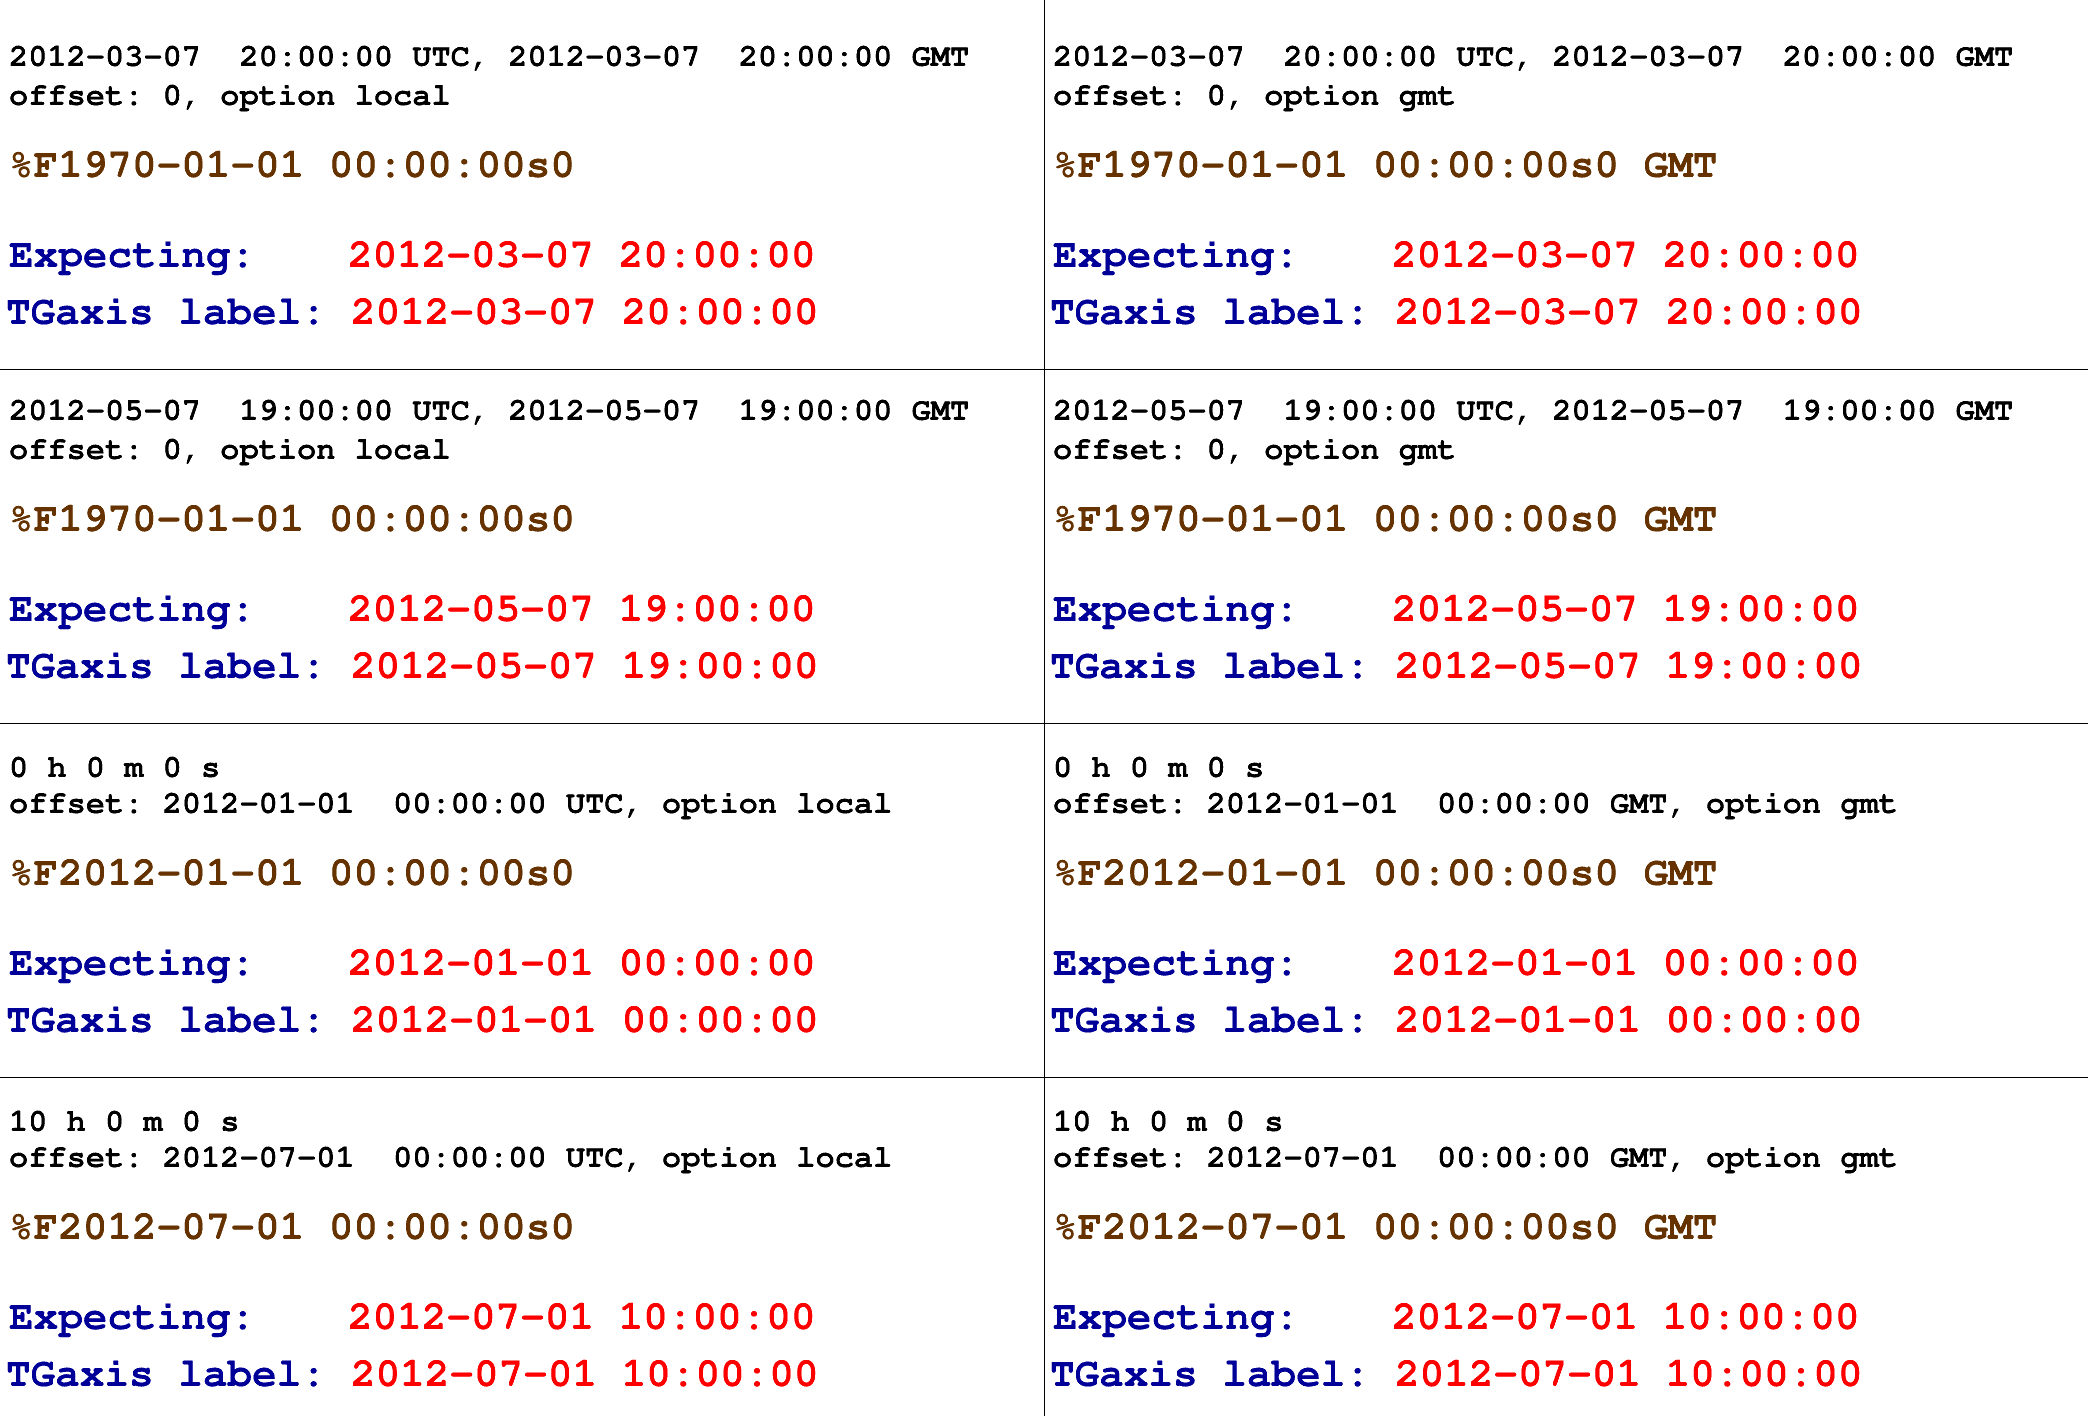 2012-03-07  20:00:00 UTC, 2012-03-07  20:00:00 GMT
offset: 0, option local
%F1970-01-01 00:00:00s0
Expecting:    2012-03-07 20:00:00
TGaxis label: 2012-03-07 20:00:00
2012-03-07  20:00:00 UTC, 2012-03-07  20:00:00 GMT
offset: 0, option gmt
%F1970-01-01 00:00:00s0 GMT
Expecting:    2012-03-07 20:00:00
TGaxis label: 2012-03-07 20:00:00
2012-05-07  19:00:00 UTC, 2012-05-07  19:00:00 GMT
offset: 0, option local
%F1970-01-01 00:00:00s0
Expecting:    2012-05-07 19:00:00
TGaxis label: 2012-05-07 19:00:00
2012-05-07  19:00:00 UTC, 2012-05-07  19:00:00 GMT
offset: 0, option gmt
%F1970-01-01 00:00:00s0 GMT
Expecting:    2012-05-07 19:00:00
TGaxis label: 2012-05-07 19:00:00
0 h 0 m 0 s
offset: 2012-01-01  00:00:00 UTC, option local
%F2012-01-01 00:00:00s0
Expecting:    2012-01-01 00:00:00
TGaxis label: 2012-01-01 00:00:00
0 h 0 m 0 s
offset: 2012-01-01  00:00:00 GMT, option gmt
%F2012-01-01 00:00:00s0 GMT
Expecting:    2012-01-01 00:00:00
TGaxis label: 2012-01-01 00:00:00
10 h 0 m 0 s
offset: 2012-07-01  00:00:00 UTC, option local
%F2012-07-01 00:00:00s0
Expecting:    2012-07-01 10:00:00
TGaxis label: 2012-07-01 10:00:00
10 h 0 m 0 s
offset: 2012-07-01  00:00:00 GMT, option gmt
%F2012-07-01 00:00:00s0 GMT
Expecting:    2012-07-01 10:00:00
TGaxis label: 2012-07-01 10:00:00